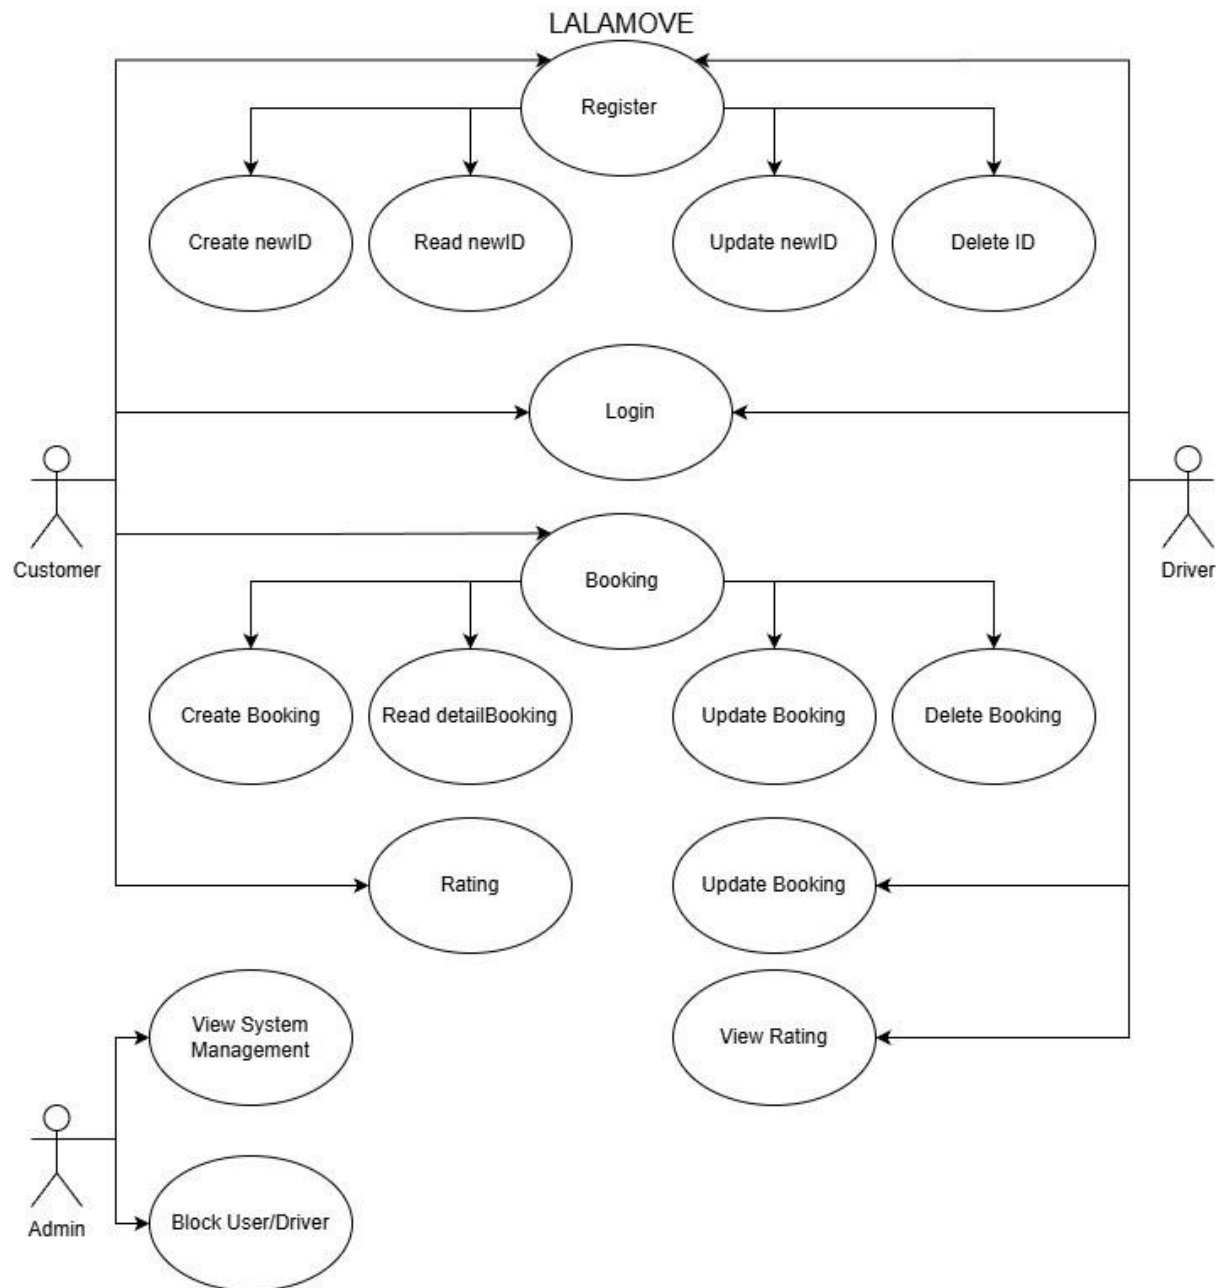 LALAMOVE
Register
Create newID
Read newID
Update newID
Delete ID
Login
Customer
Driver
Booking
Create Booking
Read detailBooking
Update Booking
Delete Booking
Rating
Update Booking
View System
Management
View Rating
Admin
Block User/Driver